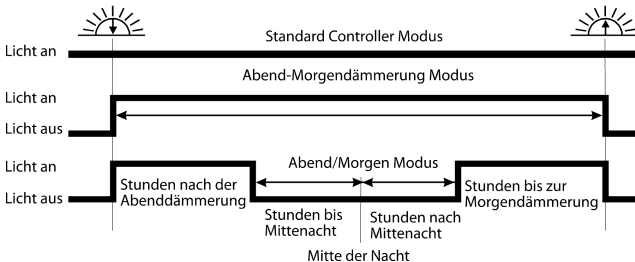 Standard Controller Modus
Licht an
Abend-Morgendämmerung Modus
Licht an
Licht aus
Licht an
Abend/Morgen Modus
Licht aus
Stunden nach der
Abenddämmerung
Stunden bis
Mittenacht
Stunden nach
Mittenacht
Stunden bis zur
Morgendämmerung
Mitte der Nacht